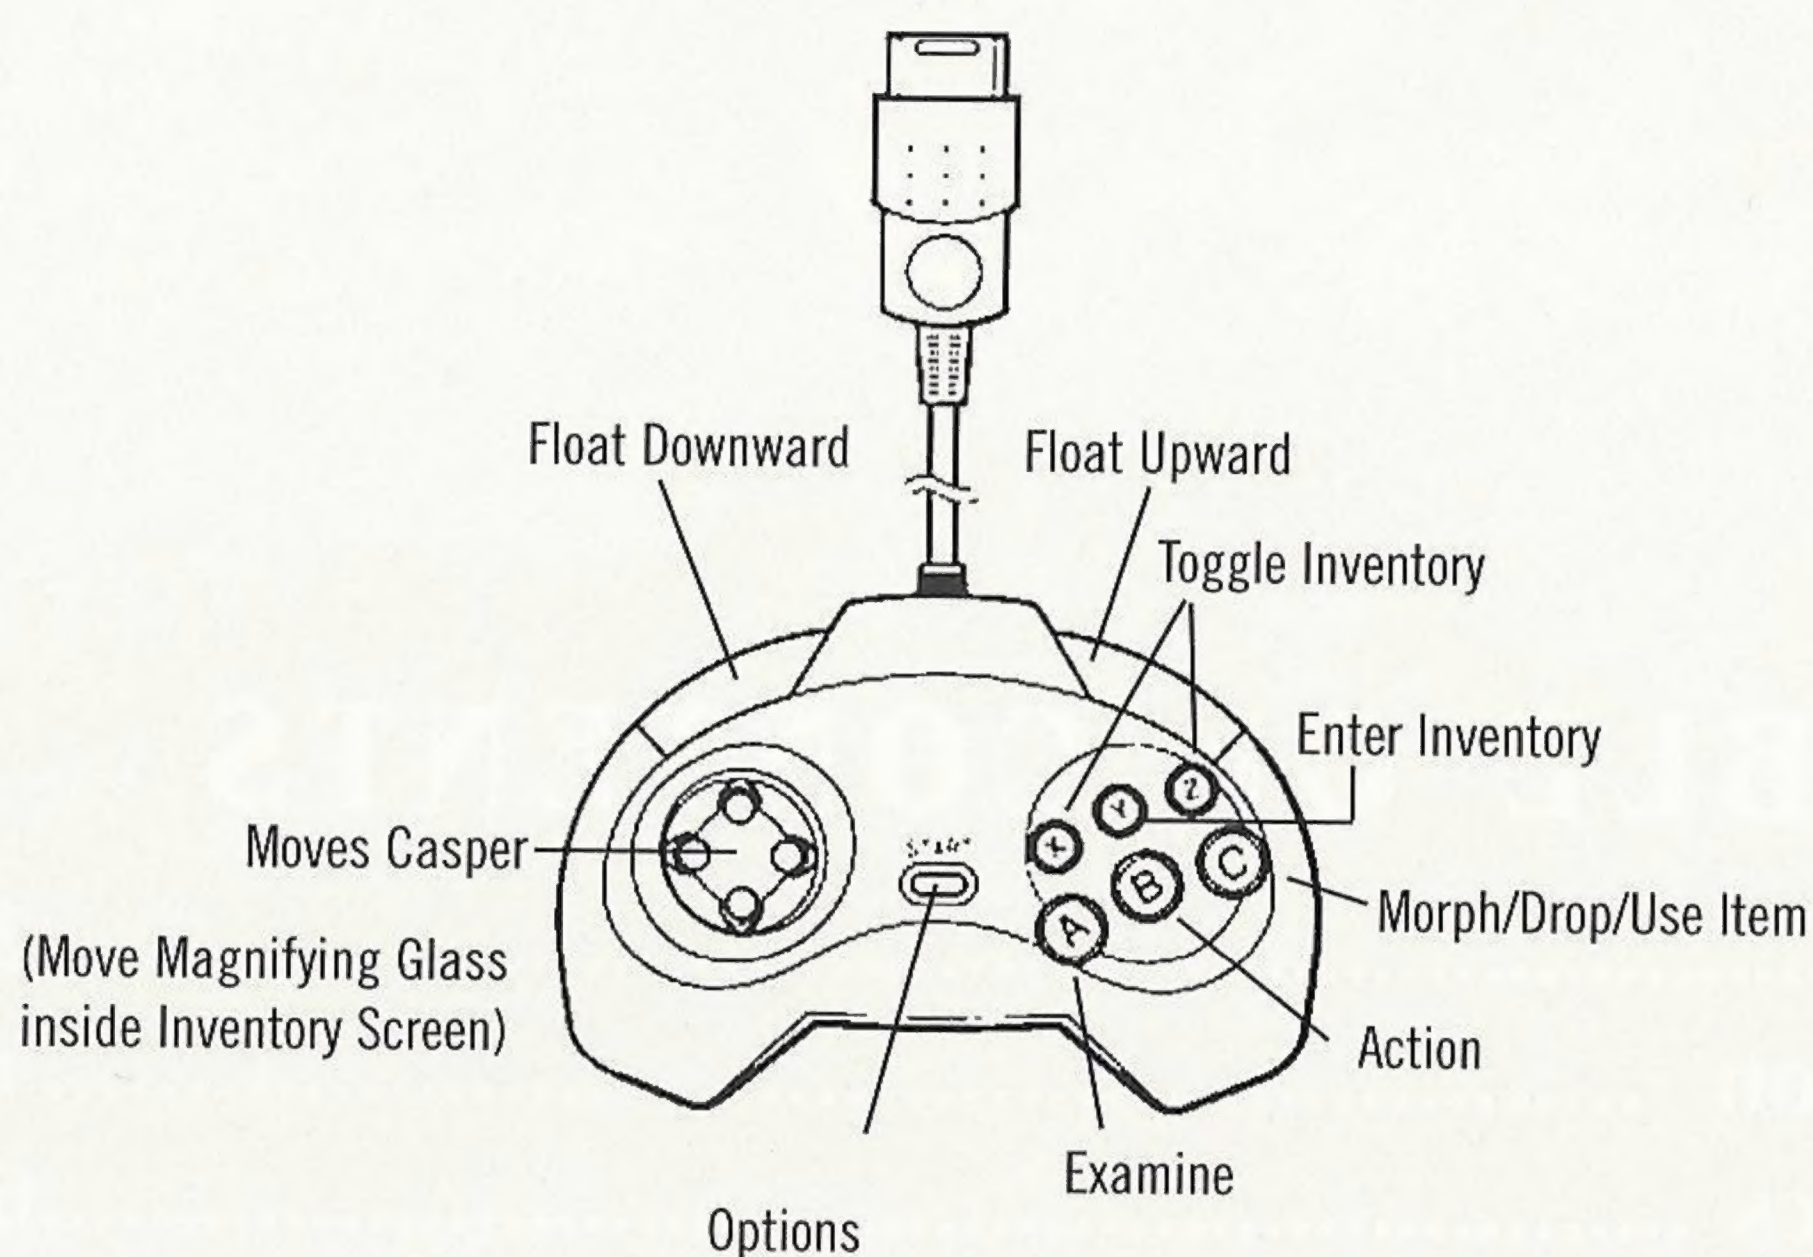 Float Downward
Float Upward
Toggle Inventory
Enter Inventory
Moves Casper
(Move Magnifying Glass
inside Inventory Screen)
START
X
Y
Z
A
B
C
Morph/Drop/Use Item
Action
Examine
Options